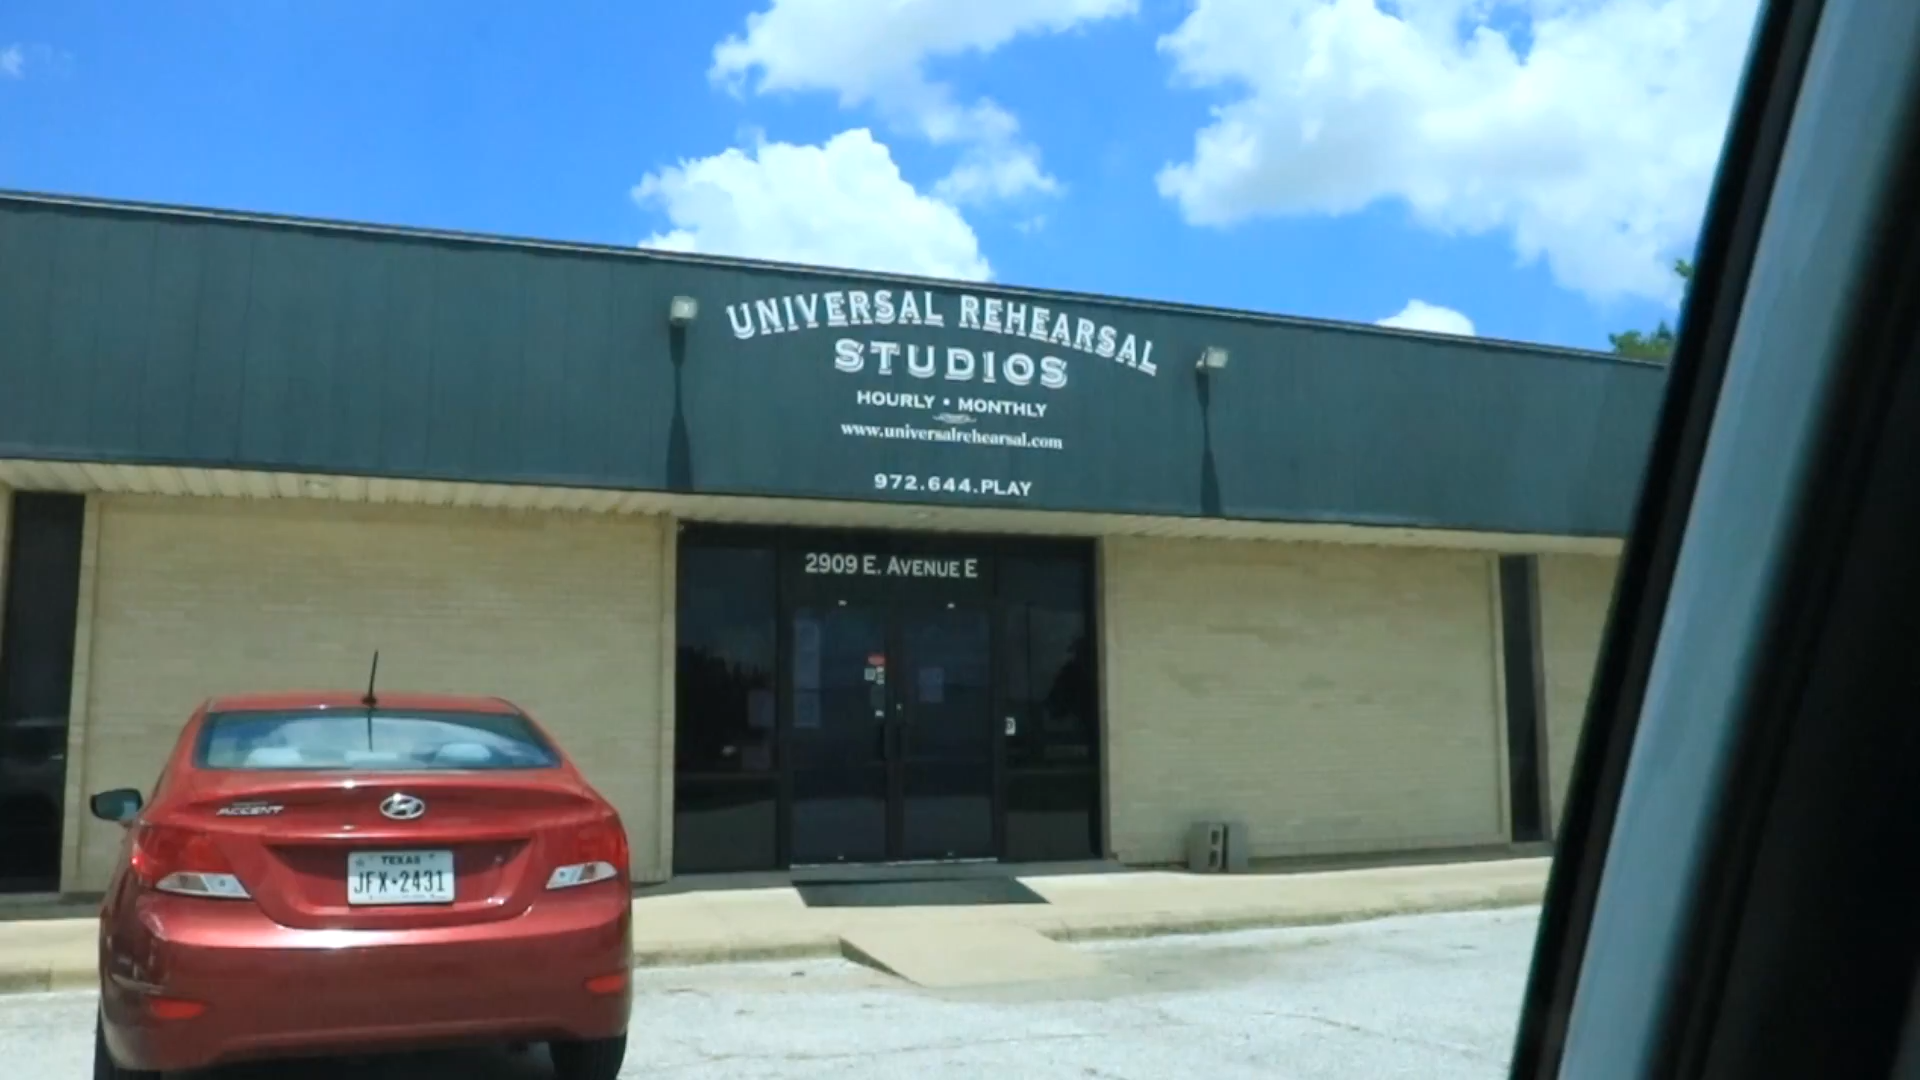 UNIVERSAL REHEARSAL
STUDIOS
HOURLY • MONTHLY
www.universalrehearsal.com
972.644.PLAY
2909 E. AVENUE E
ACCENT
TEXAS
JFX★2431